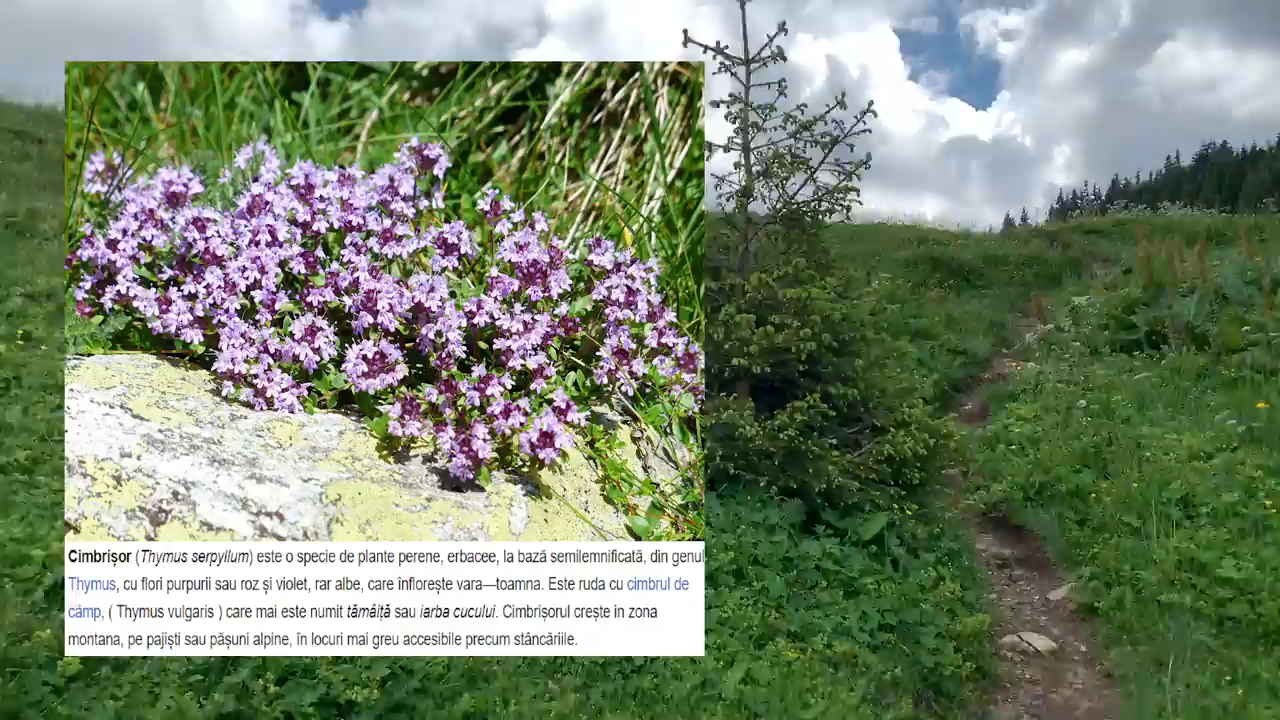 Cimbrișor (Thymus serpyllum) este o specie de plante perene, erbacee, la bază semilemnificată, din genul
Thymus, cu flori purpurii sau roz și violet, rar albe, care înflorește vara—toamna. Este ruda cu cimbrul de
câmp, ( Thymus vulgaris ) care mai este numit tămâiță sau iarba cucului. Cimbrișorul crește in zona
montana, pe pajiști sau pășuni alpine, în locuri mai greu accesibile precum stâncăriile.